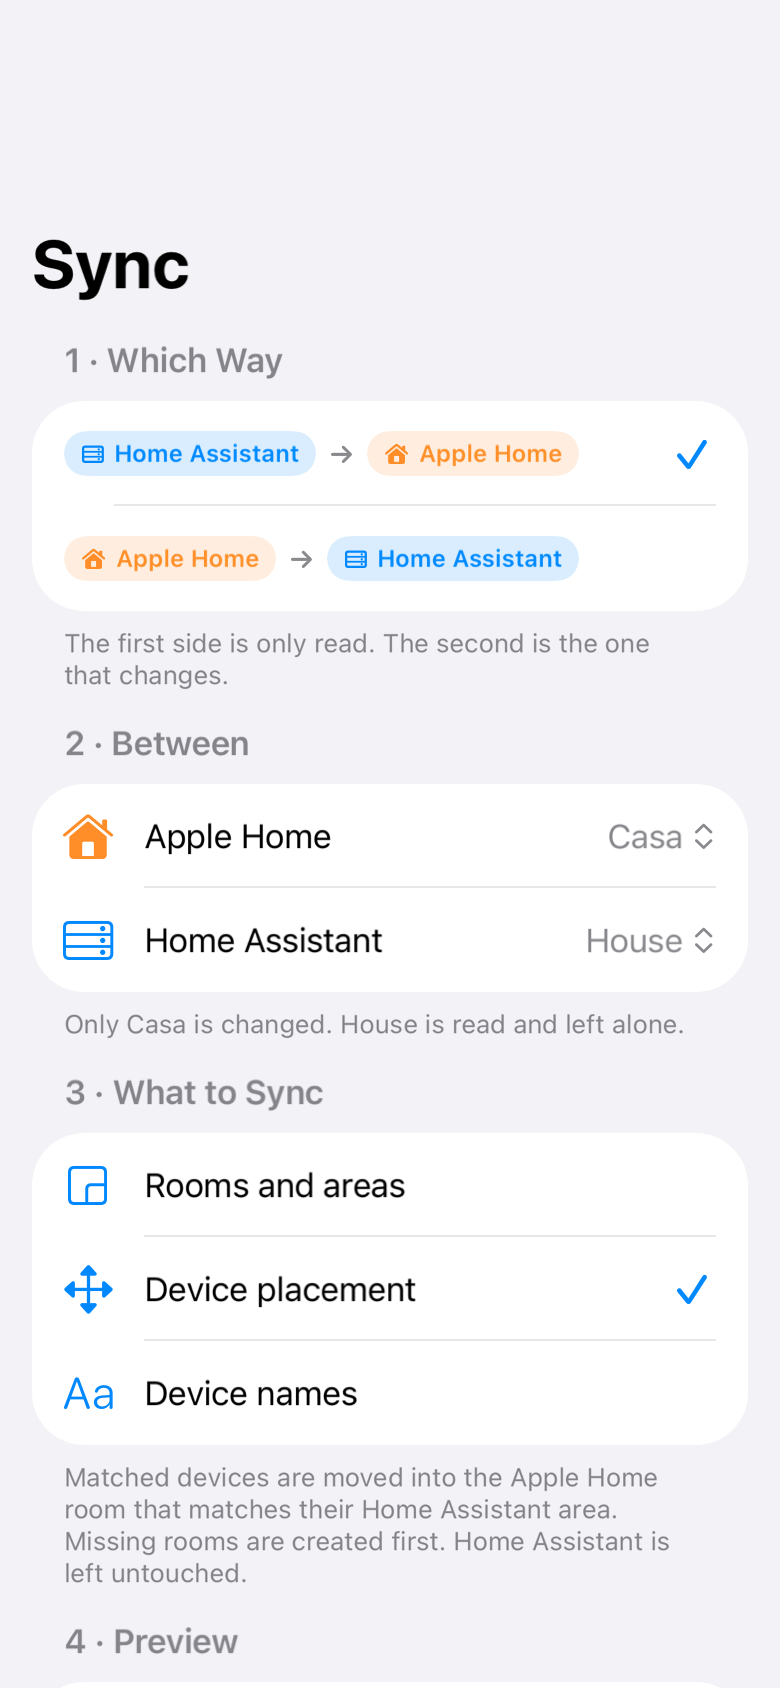 Sync
1 · Which Way
Home Assistant → Apple Home
Apple Home → Home Assistant
The first side is only read. The second is the one
that changes.
2 · Between
Apple Home Casa
Home Assistant House
Only Casa is changed. House is read and left alone.
3 · What to Sync
Rooms and areas
Device placement
Aa Device names
Matched devices are moved into the Apple Home
room that matches their Home Assistant area.
Missing rooms are created first. Home Assistant is
left untouched.
4 · Preview